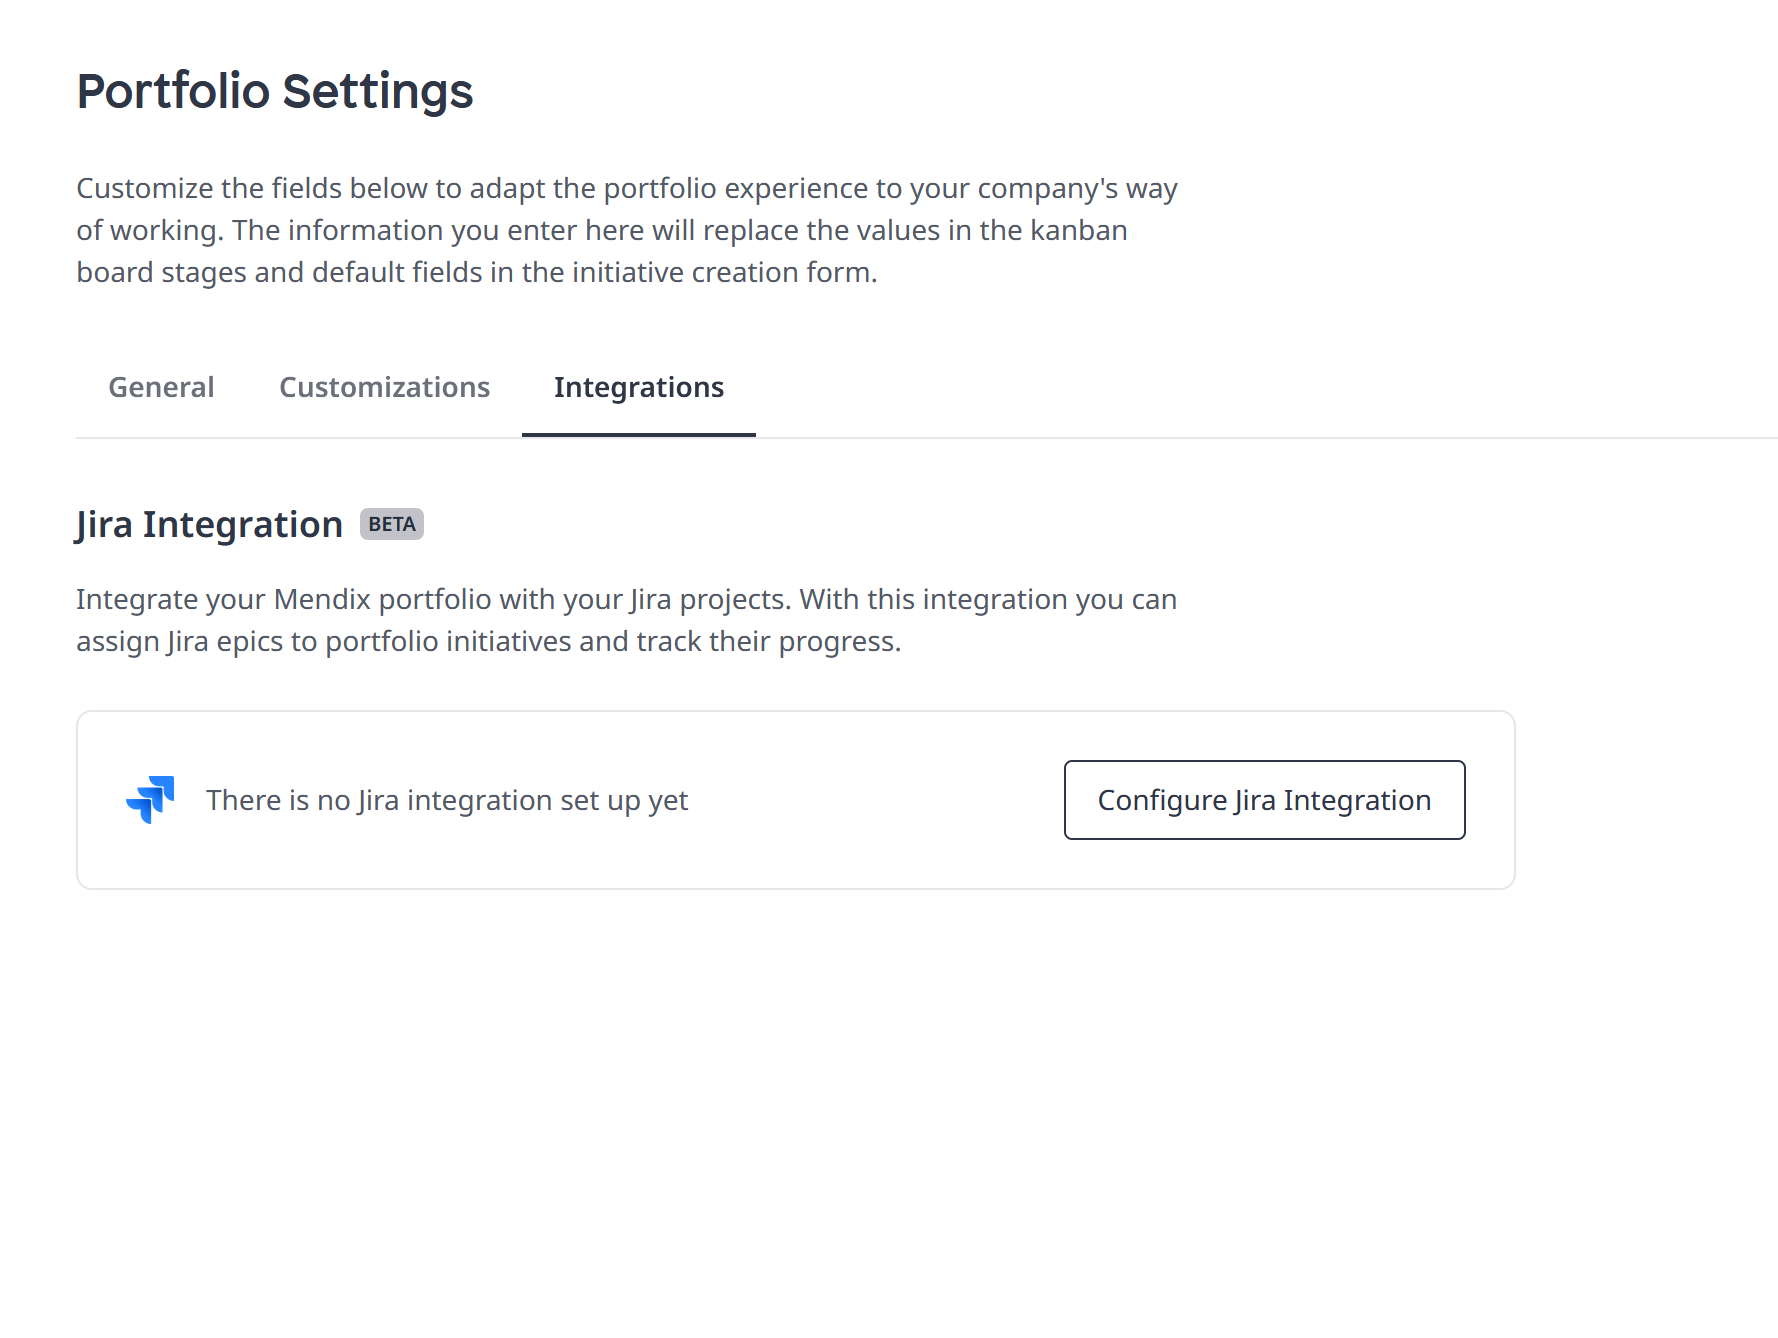 Portfolio Settings
Customize the fields below to adapt the portfolio experience to your company's way
of working. The information you enter here will replace the values in the kanban
board stages and default fields in the initiative creation form.
General Customizations Integrations
Jira Integration BETA
Integrate your Mendix portfolio with your Jira projects. With this integration you can
assign Jira epics to portfolio initiatives and track their progress.
There is no Jira integration set up yet Configure Jira Integration